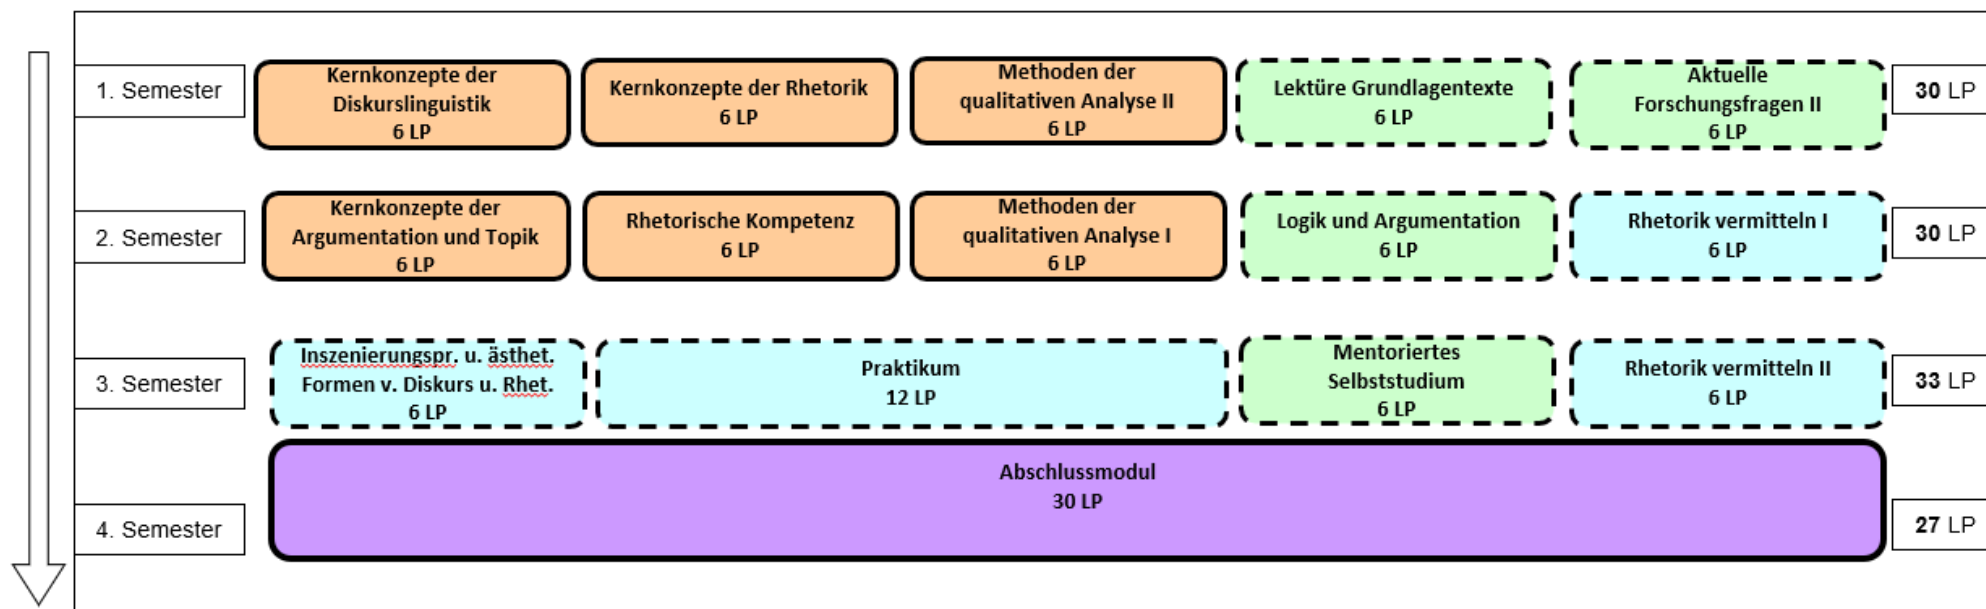 1. Semester
Kernkonzepte der
Diskurslinguistik
6 LP
Kernkonzepte der Rhetorik
6 LP
Methoden der
qualitativen Analyse II
6 LP
Lektüre Grundlagentexte
6 LP
Aktuelle
Forschungsfragen II
6 LP
30 LP
2. Semester
Kernkonzepte der
Argumentation und Topik
6 LP
Rhetorische Kompetenz
6 LP
Methoden der
qualitativen Analyse I
6 LP
Logik und Argumentation
6 LP
Rhetorik vermitteln I
6 LP
30 LP
3. Semester
Inszenierungspr. u. ästhet.
Formen v. Diskurs u. Rhet.
6 LP
Praktikum
12 LP
Mentoriertes
Selbststudium
6 LP
Rhetorik vermitteln II
6 LP
33 LP
4. Semester
Abschlussmodul
30 LP
27 LP